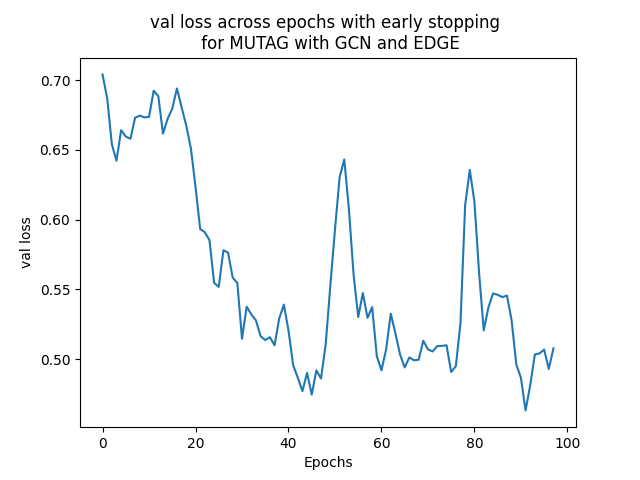 val loss across epochs with early stopping
for MUTAG with GCN and EDGE
0.70
0.65
0.60
0.55
0.50
val loss
0 20 40 60 80 100
Epochs